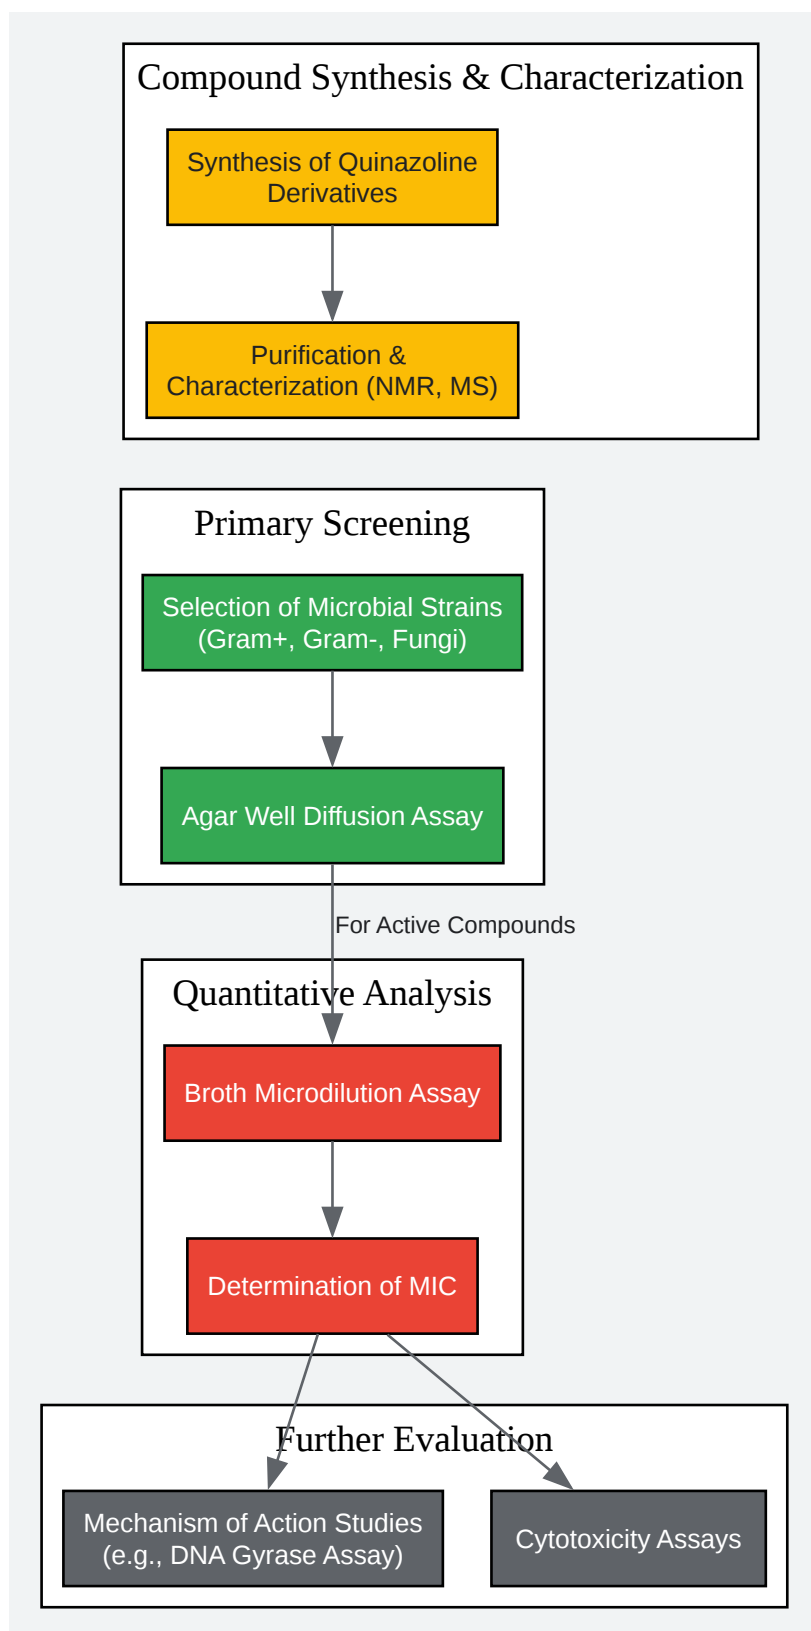 Compound Synthesis & Characterization
Synthesis of Quinazoline
Derivatives
Purification &
Characterization (NMR, MS)
Primary Screening
Selection of Microbial Strains
(Gram+, Gram-, Fungi)
Agar Well Diffusion Assay
For Active Compounds
Quantitative Analysis
Broth Microdilution Assay
Determination of MIC
Further Evaluation
Mechanism of Action Studies
(e.g., DNA Gyrase Assay)
Cytotoxicity Assays